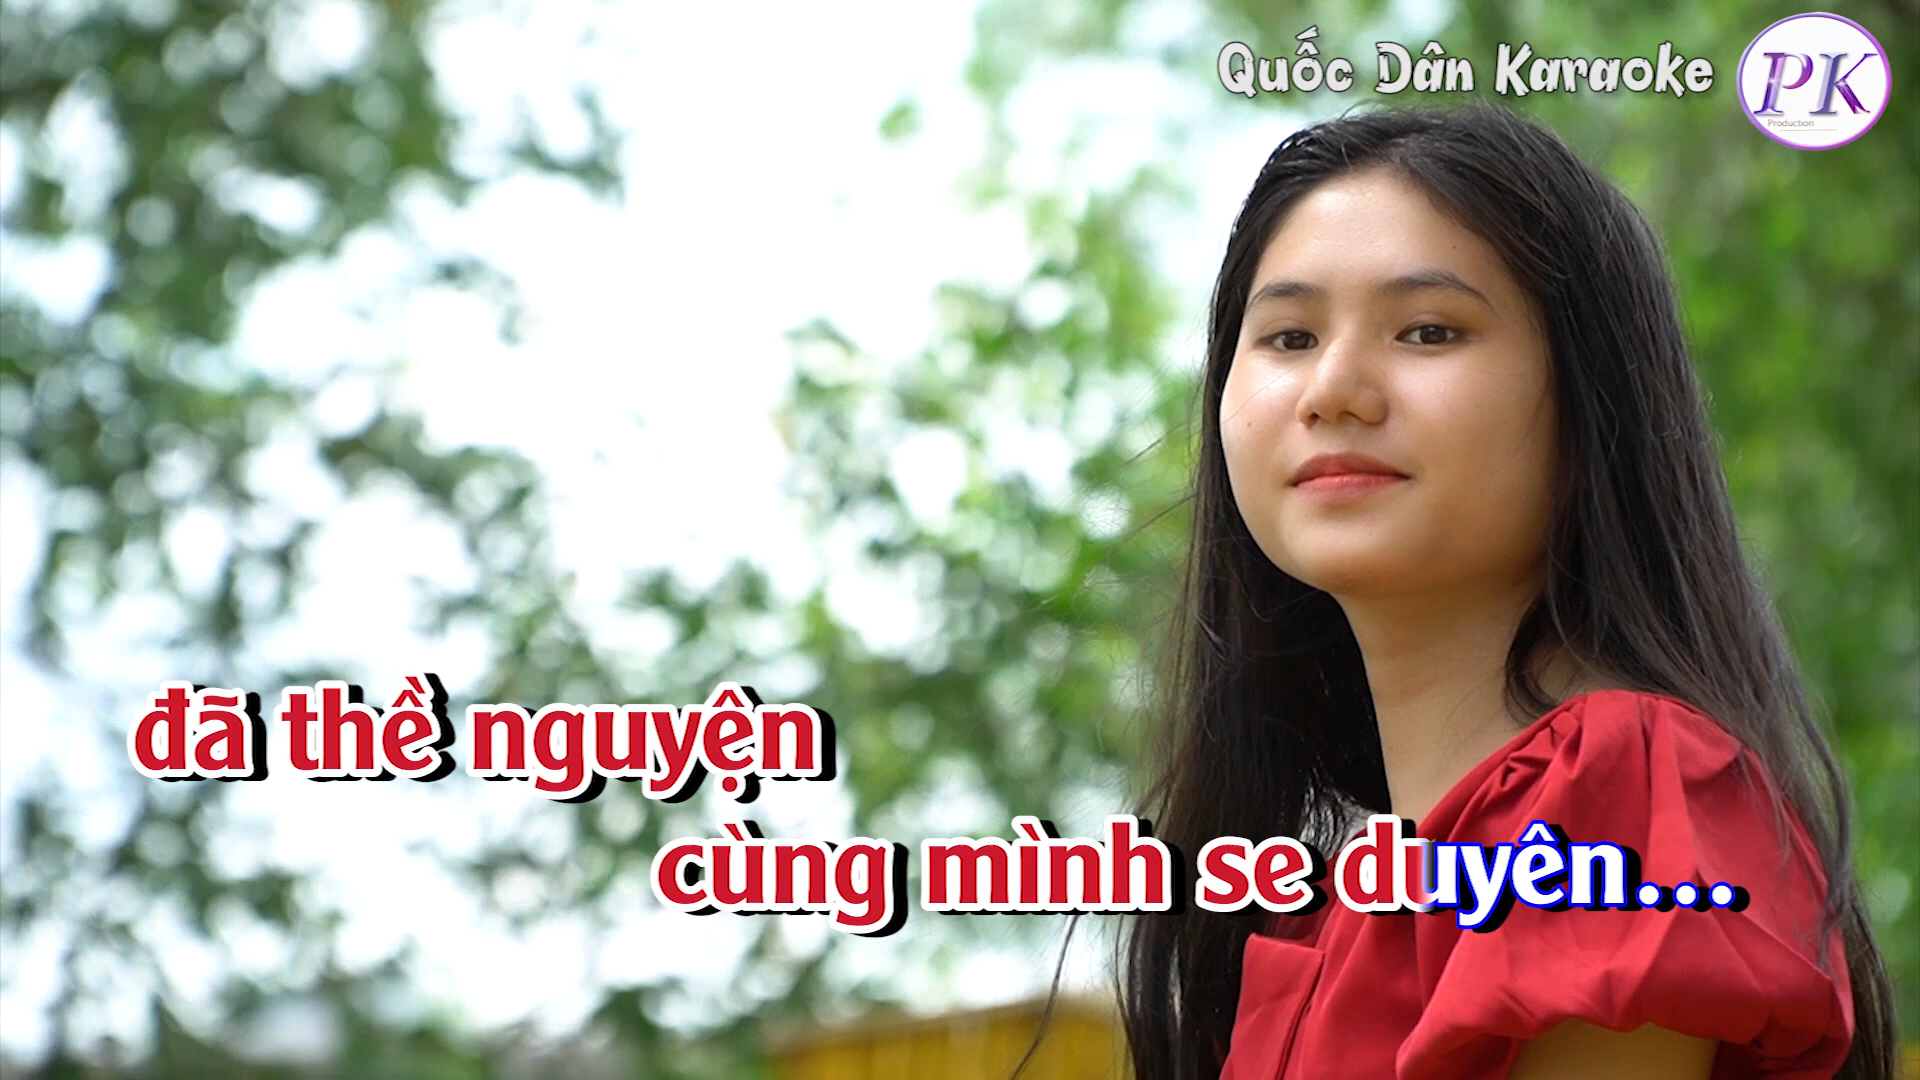 Quốc Dân Karaoke
PK
Production
đã thề nguyện
cùng mình se duyên...